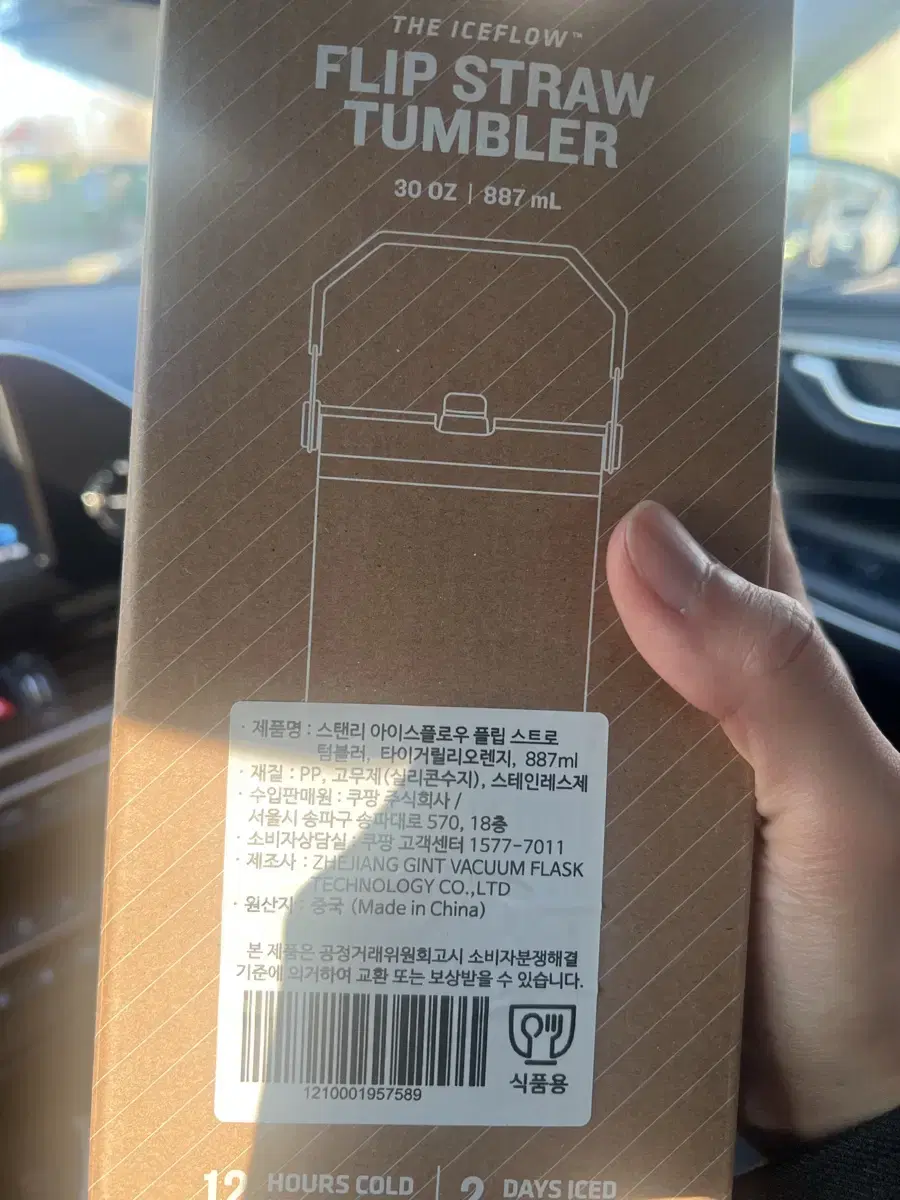 THE ICEFLOW™
FLIP STRAW
TUMBLER
30 OZ | 887 mL
· 제품명 : 스탠리 아이스플로우 플립 스트로
텀블러, 타이거릴리오렌지, 887ml
· 재질 : PP, 고무제(실리콘수지), 스테인레스제
· 수입판매원 : 쿠팡 주식회사 /
서울시 송파구 송파대로 570, 18층
· 소비자상담실 : 쿠팡 고객센터 1577-7011
· 제조사 : ZHEJIANG GINT VACUUM FLASK
TECHNOLOGY CO.,LTD
· 원산지 : 중국 (Made in China)
본 제품은 공정거래위원회고시 소비자분쟁해결
기준에 의거하여 교환 또는 보상받을 수 있습니다.
1210001957589
식품용
12 HOURS COLD | 2 DAYS ICED